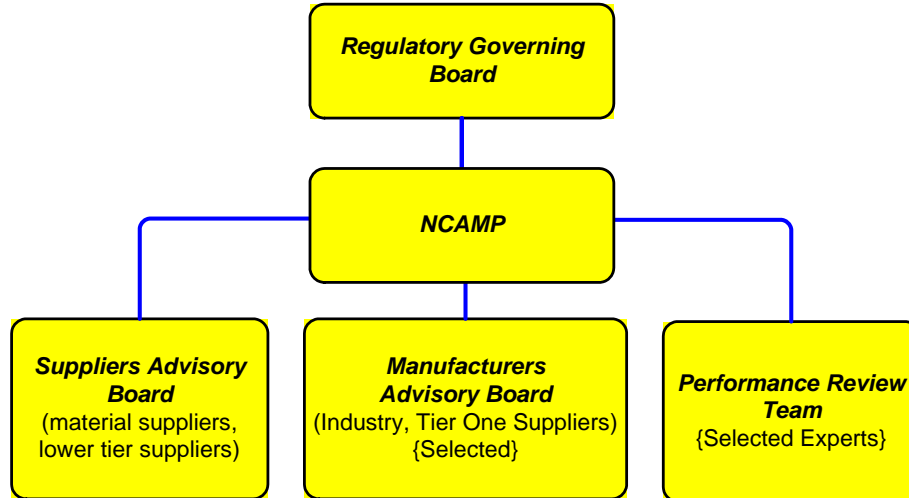 Regulatory Governing
Board
NCAMP
Suppliers Advisory
Board
(material suppliers,
lower tier suppliers)
Manufacturers
Advisory Board
(Industry, Tier One Suppliers)
{Selected}
Performance Review
Team
{Selected Experts}